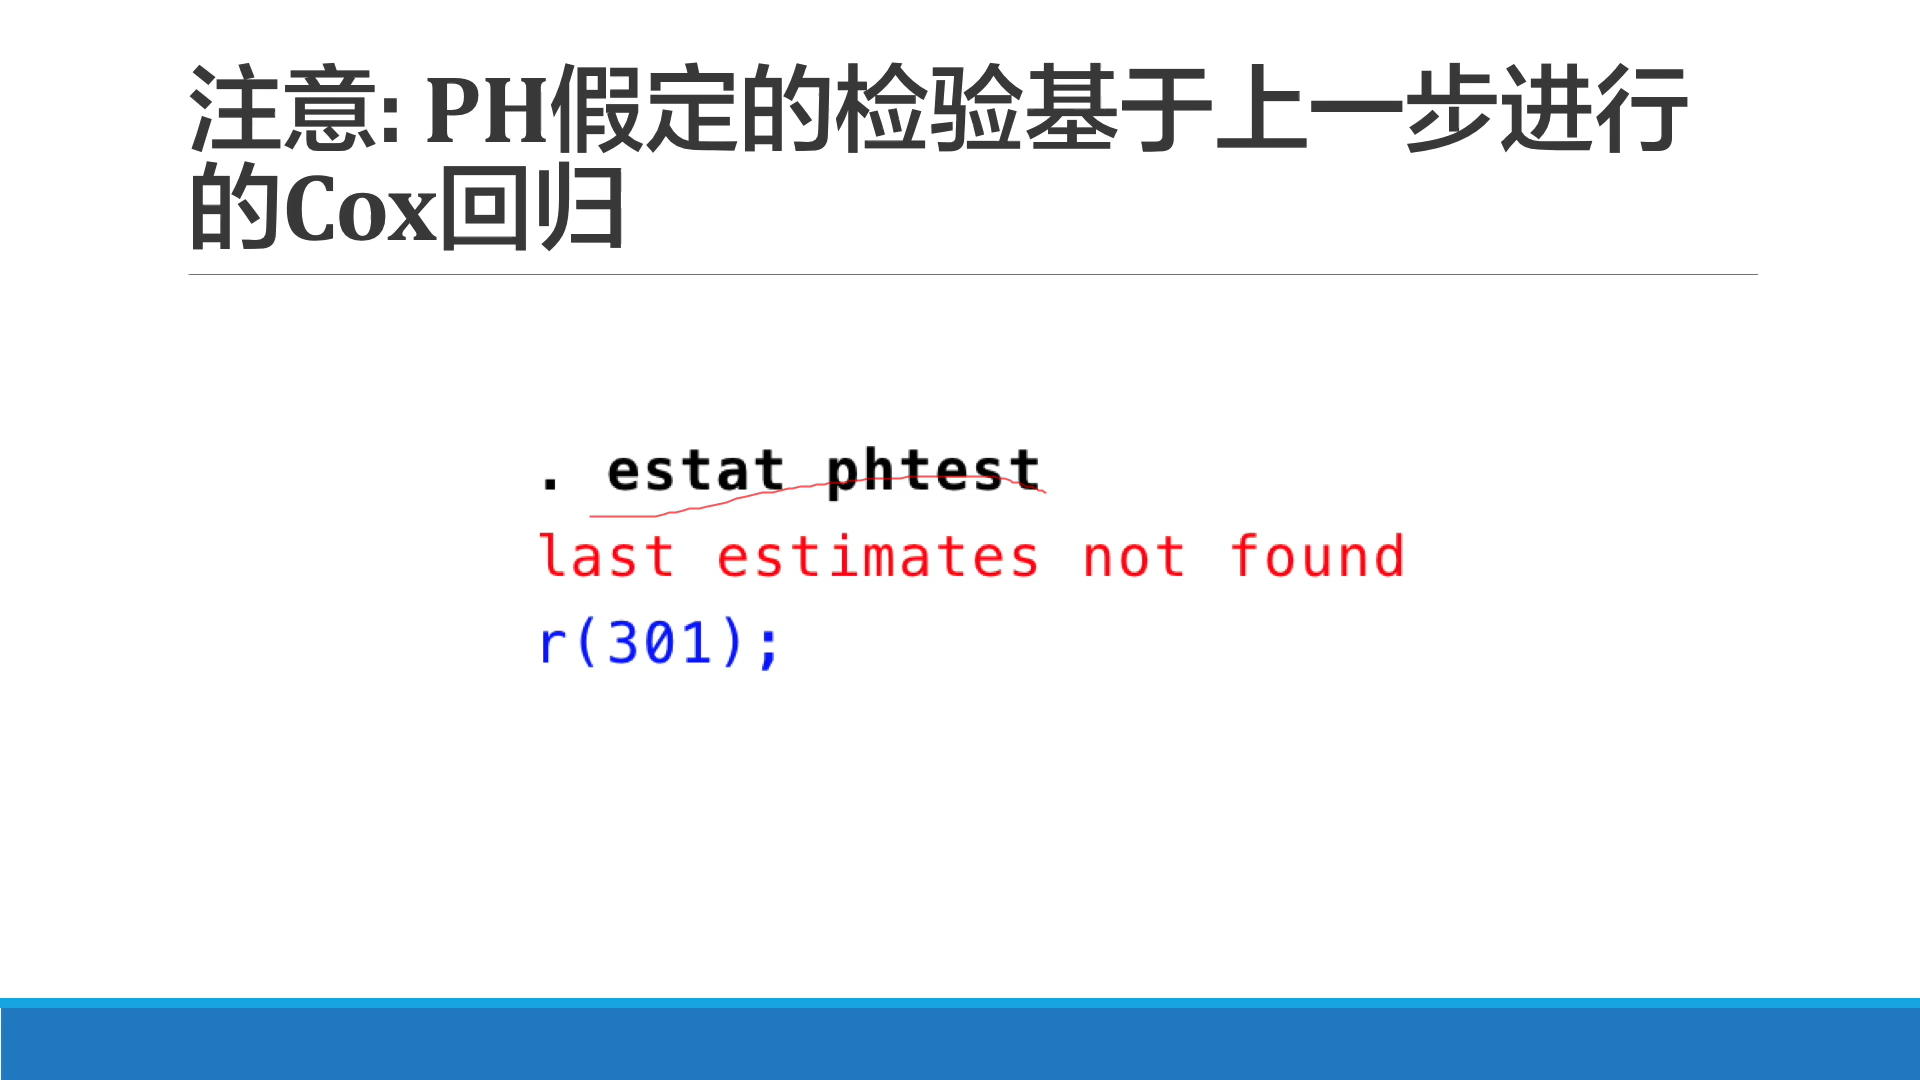 注意: PH假定的检验基于上一步进行
的Cox回归
. estat phtest
last estimates not found
r(301);